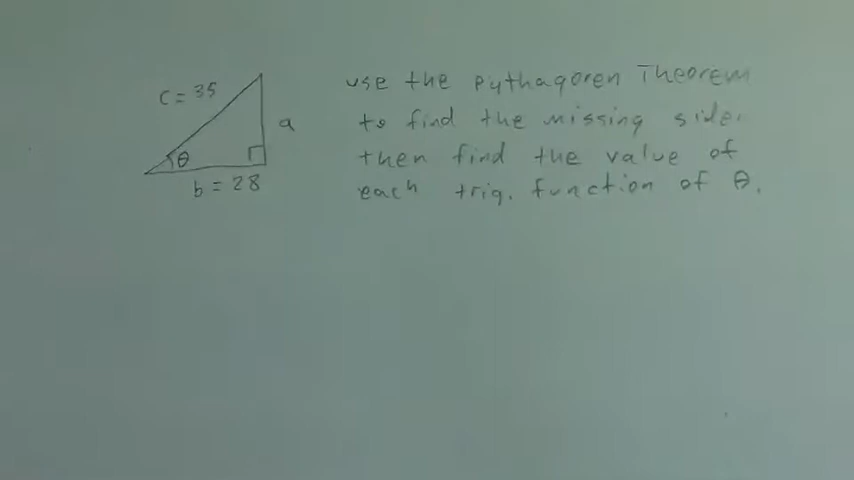 c = 35
a
θ
b = 28
use the pythagoren Theorem
to find the missing side.
then find the value of
each trig. function of θ.